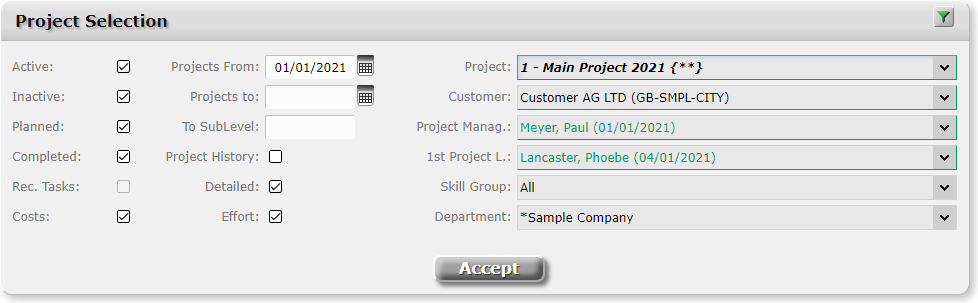 Project Selection
Active: Projects From: 01/01/2021 Project: 1 - Main Project 2021 {**}
Inactive: Projects to: Customer: Customer AG LTD (GB-SMPL-CITY)
Planned: To SubLevel: Project Manag.: Meyer, Paul (01/01/2021)
Completed: Project History: 1st Project L.: Lancaster, Phoebe (04/01/2021)
Rec. Tasks: Detailed: Skill Group: All
Costs: Effort: Department: *Sample Company
Accept